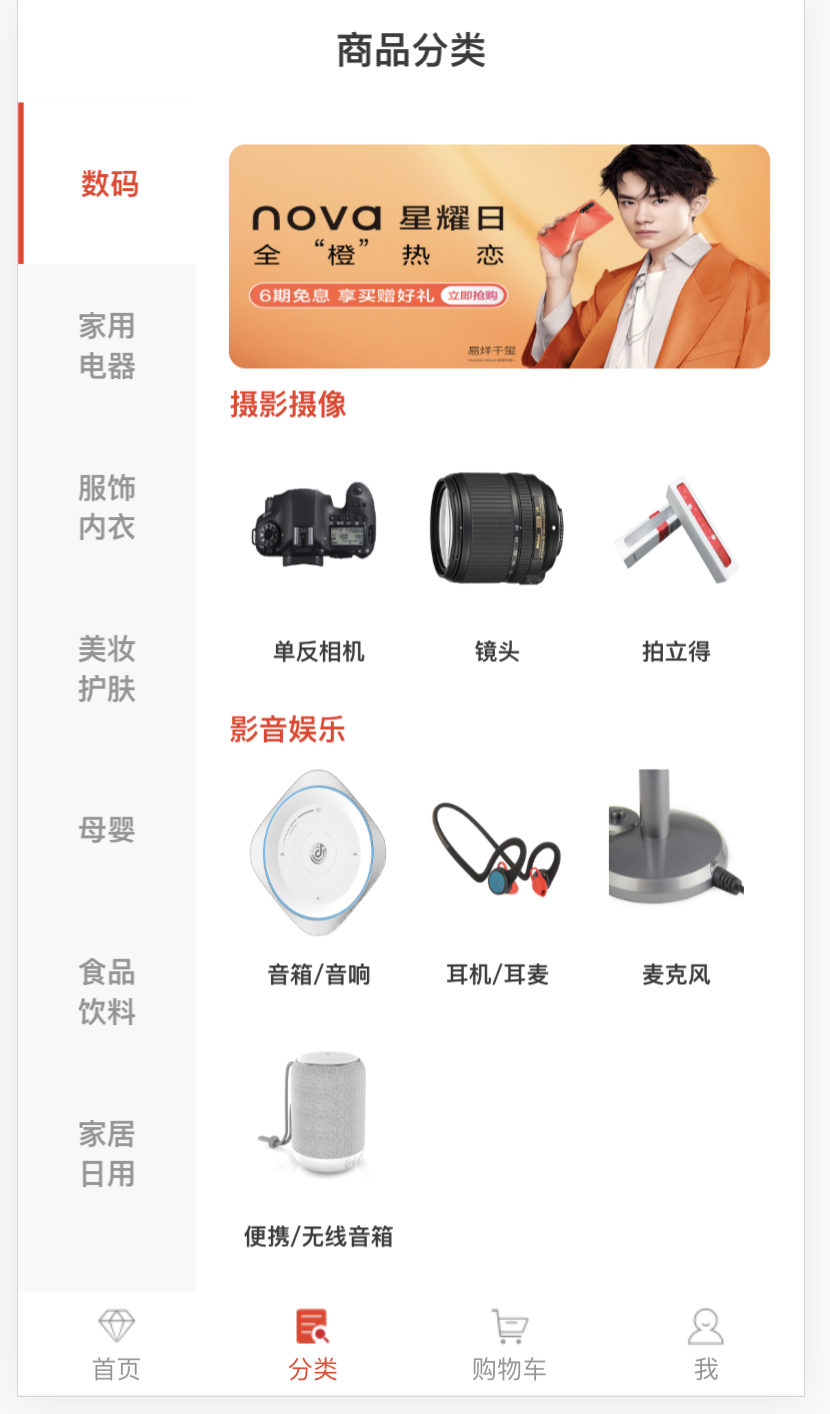 商品分类
数码
家用
电器
服饰
内衣
美妆
护肤
母婴
食品
饮料
家居
日用
nova 星耀日
全“橙”热恋
6期免息 享买赠好礼 立即抢购
易烊千玺
摄影摄像
单反相机
镜头
拍立得
影音娱乐
音箱/音响
耳机/耳麦
麦克风
便携/无线音箱
首页
分类
购物车
我